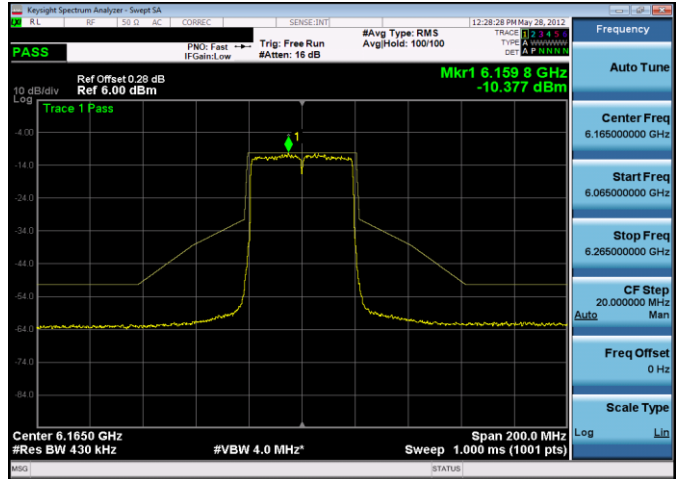 Keysight Spectrum Analyzer - Swept SA
RL RF 50 Ω AC CORREC SENSE:INT 12:28:28 PM May 28, 2012
PASS
PNO: Fast
IFGain:Low
Trig: Free Run
#Atten: 16 dB
#Avg Type: RMS
Avg|Hold: 100/100
TRACE 1 2 3 4 5 6
TYPE A WWWWW
DET A P N N N N
Frequency
Ref Offset 0.28 dB
Ref 6.00 dBm
10 dB/div
Log
Mkr1 6.159 8 GHz
-10.377 dBm
Trace 1 Pass
1
-4.00
-14.0
-24.0
-34.0
-44.0
-54.0
-64.0
-74.0
-84.0
Center 6.1650 GHz
#Res BW 430 kHz
#VBW 4.0 MHz*
Span 200.0 MHz
Sweep 1.000 ms (1001 pts)
Auto Tune
Center Freq
6.165000000 GHz
Start Freq
6.065000000 GHz
Stop Freq
6.265000000 GHz
CF Step
20.000000 MHz
Auto Man
Freq Offset
0 Hz
Scale Type
Log Lin
MSG STATUS